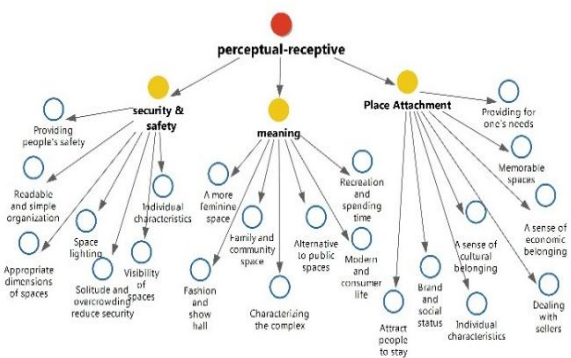 perceptual-receptive
security &
safety
meaning
Place Attachment
Providing
people's safety
Readable
and simple
organization
Appropriate
dimensions
of spaces
Space
lighting
Solitude and
overcrowding
reduce security
Visibility
of
spaces
Individual
characteristics
A more
feminine
space
Fashion
and
show
hall
Family and
community
space
Characterizing
the complex
Alternative
to public
spaces
Recreation
and
spending
time
Modern
and
consumer
life
Attract
people
to stay
Brand
and
social
status
Individual
characteristics
A sense of
cultural
belonging
Dealing
with
sellers
A sense of
economic
belonging
Memorable
spaces
Providing for
one's needs